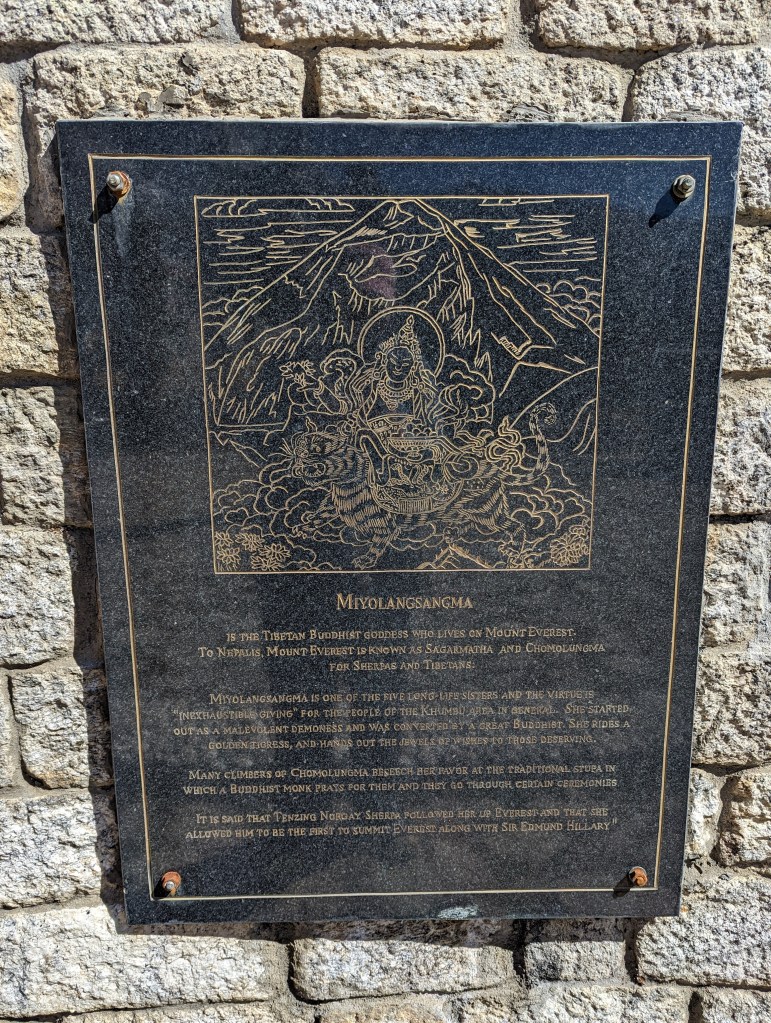 MIYOLANGSANGMA
IS THE TIBETAN BUDDHIST GODDESS WHO LIVES ON MOUNT EVEREST.
TO NEPALIS, MOUNT EVEREST IS KNOWN AS SAGARMATHA AND CHOMOLUNGMA
FOR SHERPAS AND TIBETANS.
MIYOLANGSANGMA IS ONE OF THE FIVE LONG-LIFE SISTERS AND THE VIRTUE IS
"INEXHAUSTIBLE GIVING" FOR THE PEOPLE OF THE KHUMBU AREA IN GENERAL. SHE STARTED
OUT AS A MALEVOLENT DEMONESS AND WAS CONVERTED BY A GREAT BUDDHIST. SHE RIDES A
GOLDEN TIGRESS, AND HANDS OUT THE JEWELS OF WISHES TO THOSE DESERVING.
MANY CLIMBERS OF CHOMOLUNGMA BESEECH HER FAVOR AT THE TRADITIONAL STUPA IN
WHICH A BUDDHIST MONK PRAYS FOR THEM AND THEY GO THROUGH CERTAIN CEREMONIES
IT IS SAID THAT TENZING NORGAY SHERPA FOLLOWED HER UP EVEREST AND THAT SHE
ALLOWED HIM TO BE THE FIRST TO SUMMIT EVEREST ALONG WITH SIR EDMUND HILLARY"